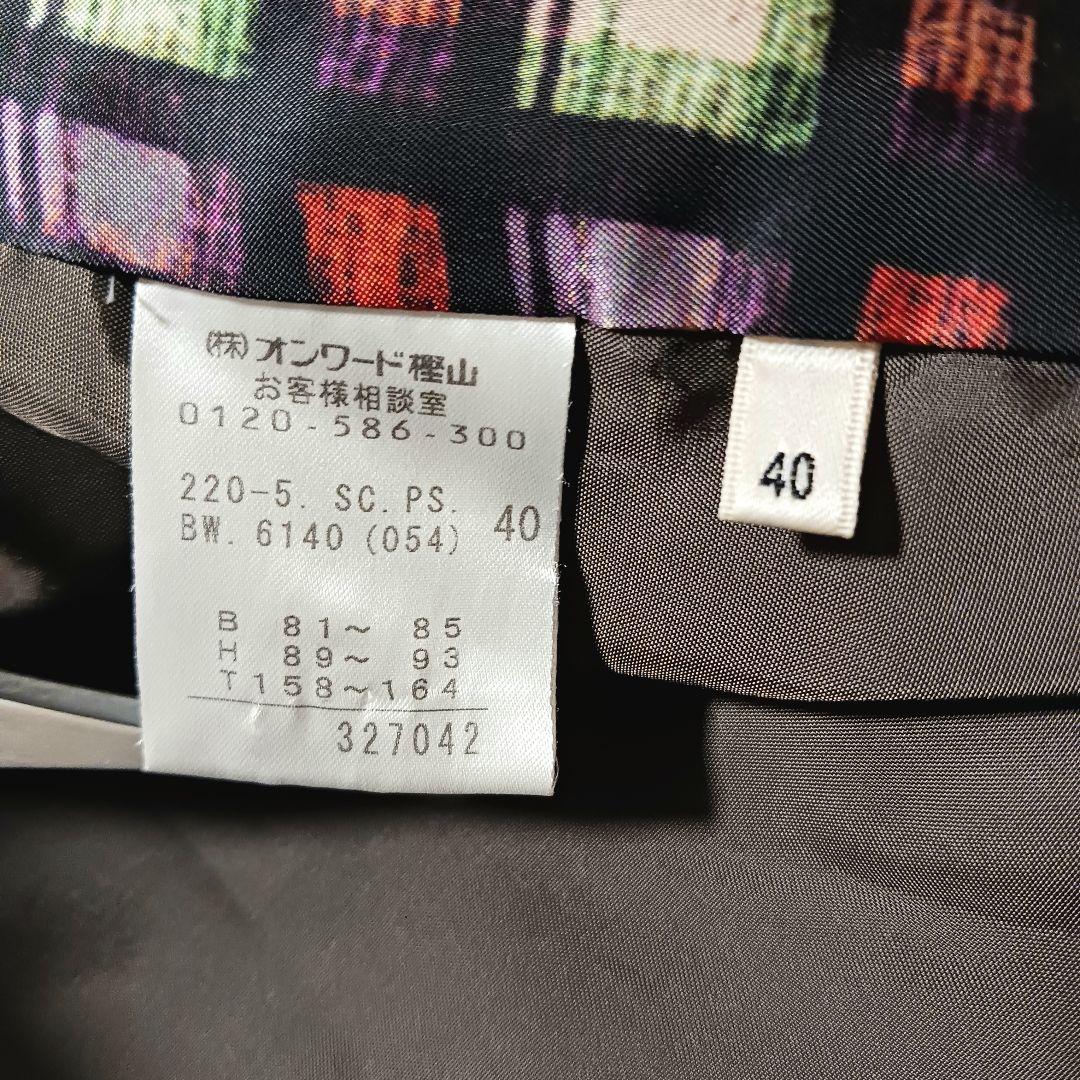 (株)オンワード樫山
お客様相談室
0120-586-300
220-5. SC. PS.
BW. 6140 (054) 40
B 81～ 85
H 89～ 93
T 158～164
327042
40